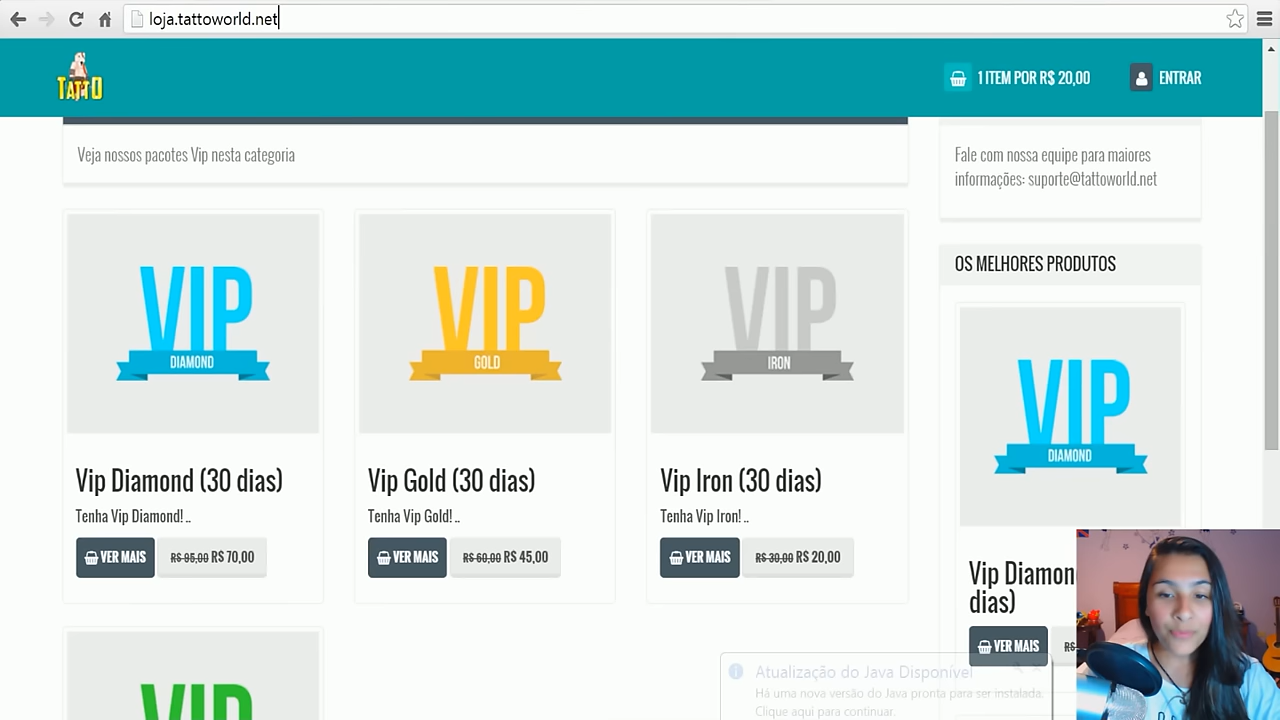 loja.tattoworld.net
TATTO
1 ITEM POR R$ 20,00
ENTRAR
Veja nossos pacotes Vip nesta categoria
Fale com nossa equipe para maiores
informações: suporte@tattoworld.net
OS MELHORES PRODUTOS
VIP
DIAMOND
VIP
GOLD
VIP
IRON
VIP
DIAMOND
Vip Diamond (30 dias)
Tenha Vip Diamond! ..
VER MAIS
R$ 95,00 R$ 70,00
Vip Gold (30 dias)
Tenha Vip Gold! ..
VER MAIS
R$ 60,00 R$ 45,00
Vip Iron (30 dias)
Tenha Vip Iron! ..
VER MAIS
R$ 30,00 R$ 20,00
Vip Diamon
dias)
VER MAIS
R$
VIP
Atualização do Java Disponível
Há uma nova versão do Java pronta para ser instalada.
Clique aqui para continuar.